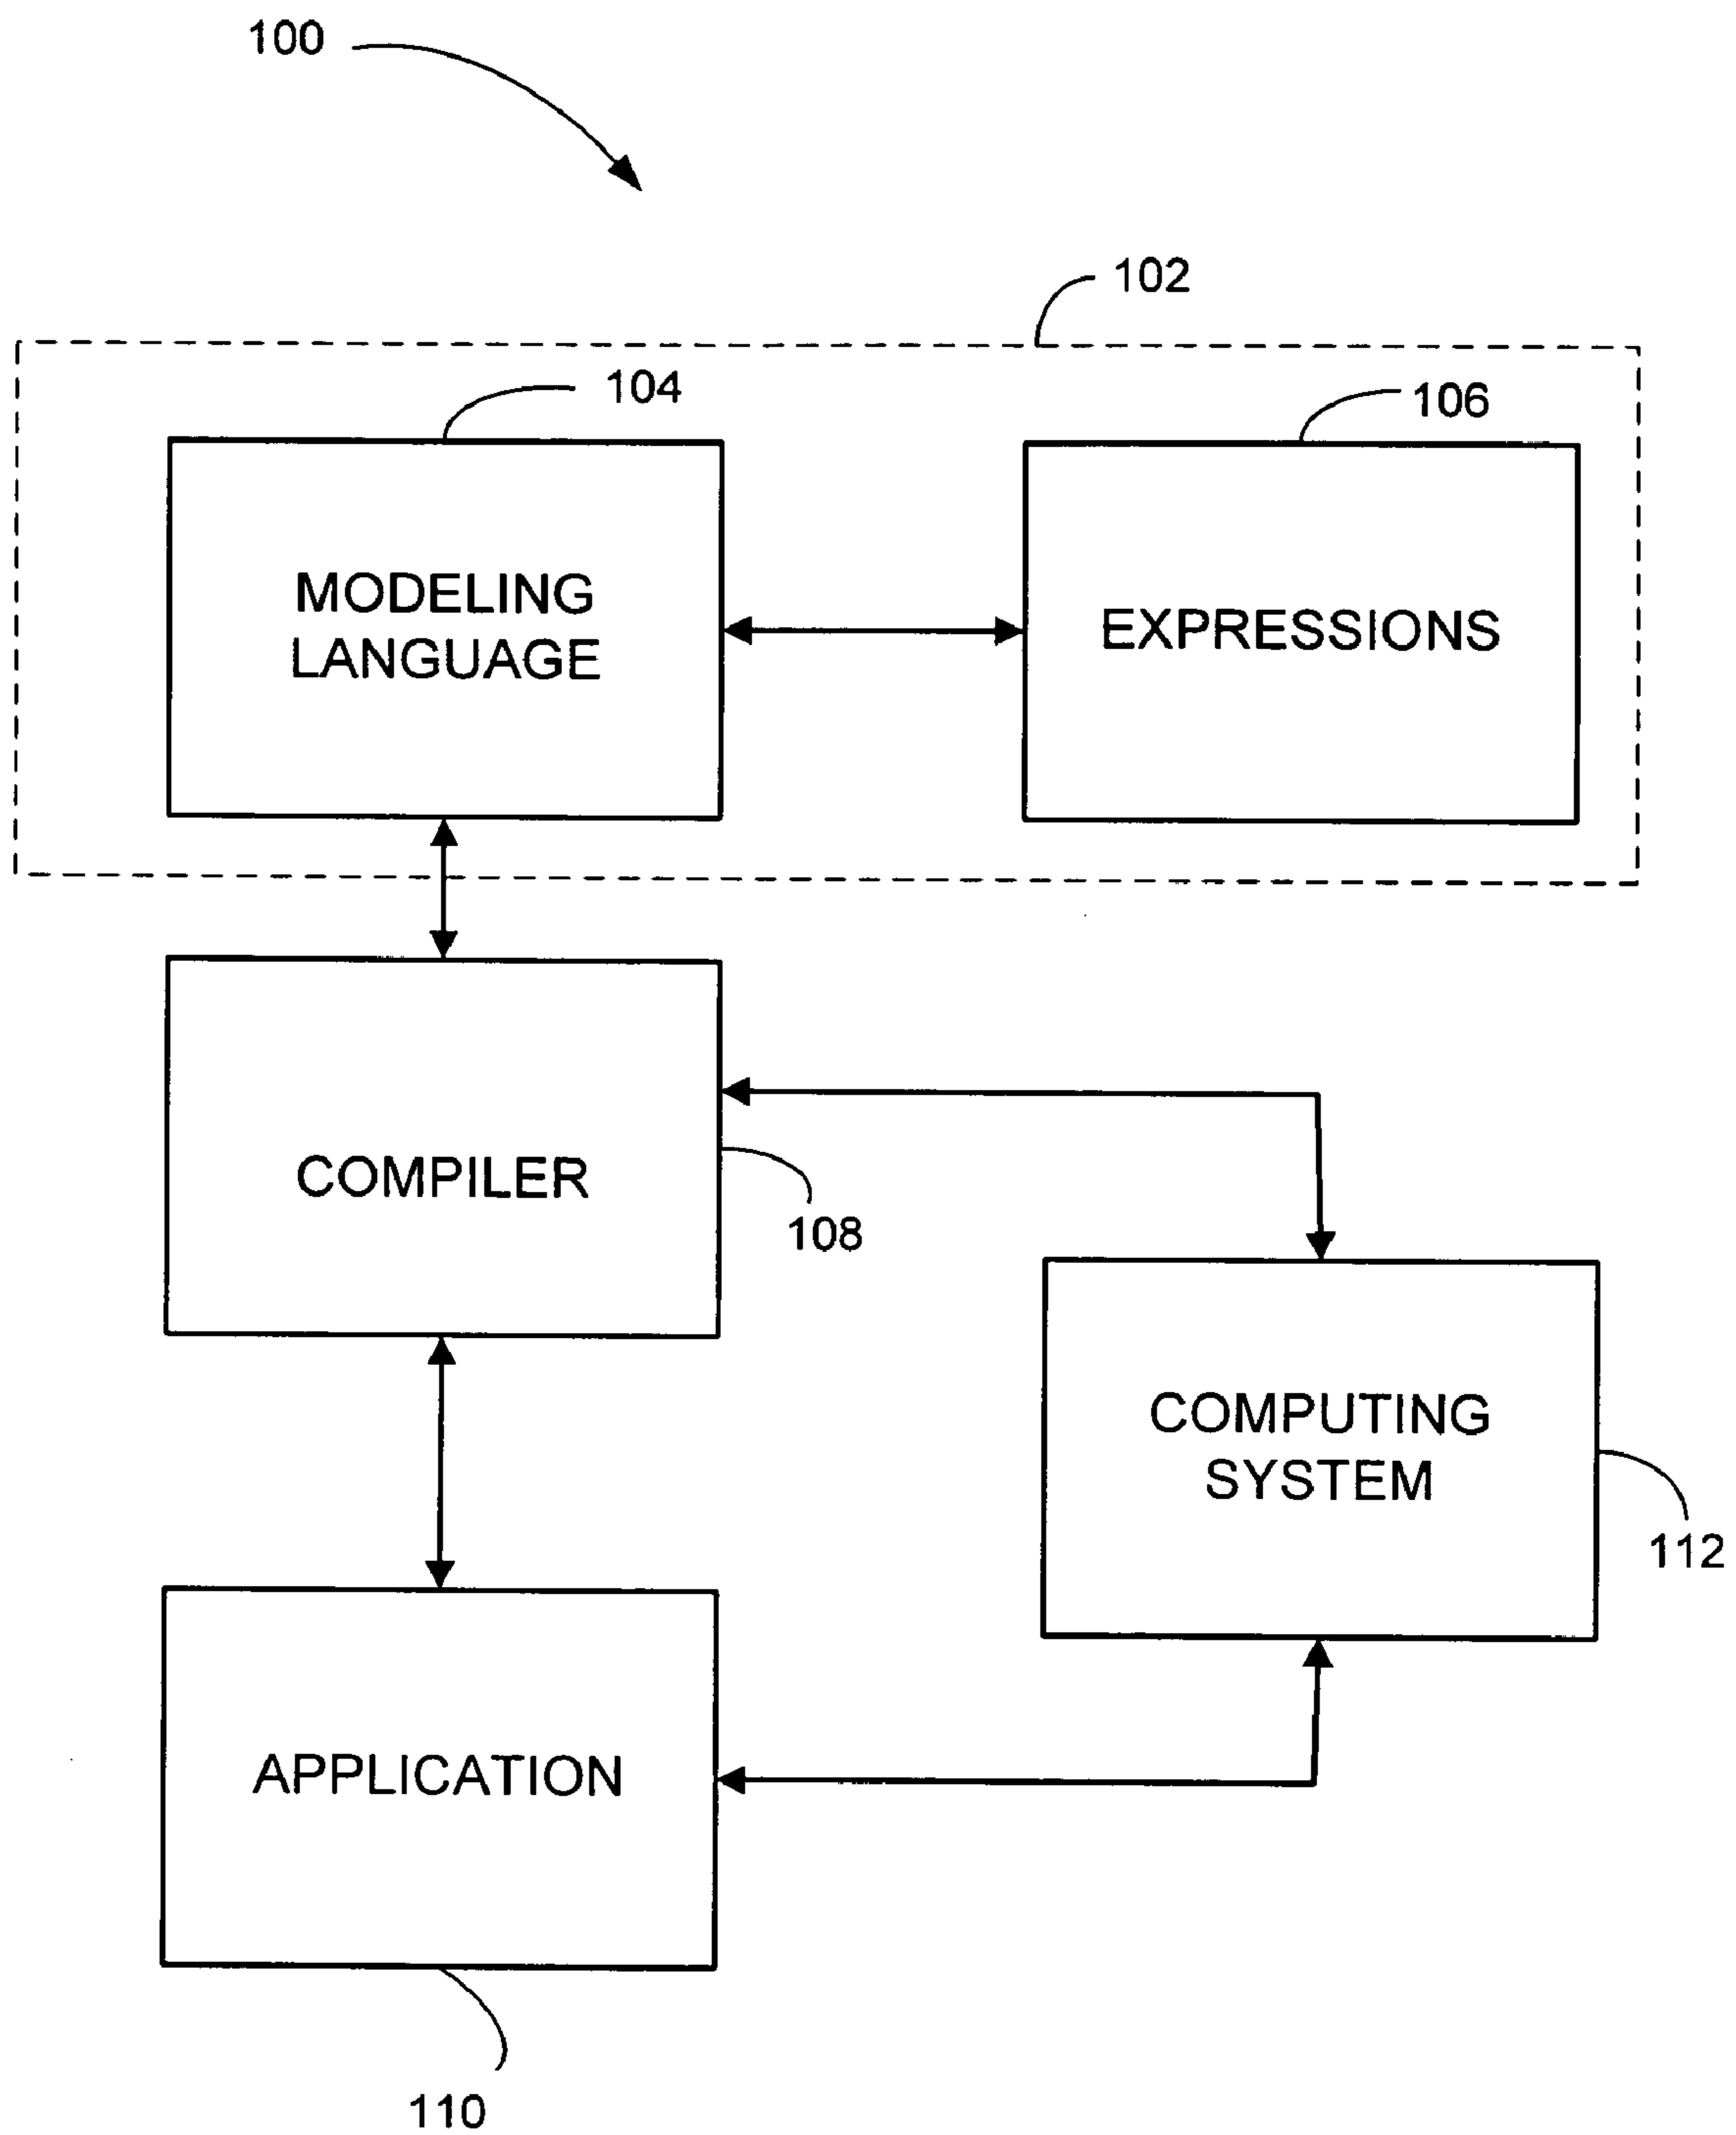 100
102
104
106
MODELING
LANGUAGE
EXPRESSIONS
COMPILER
108
COMPUTING
SYSTEM
112
APPLICATION
110